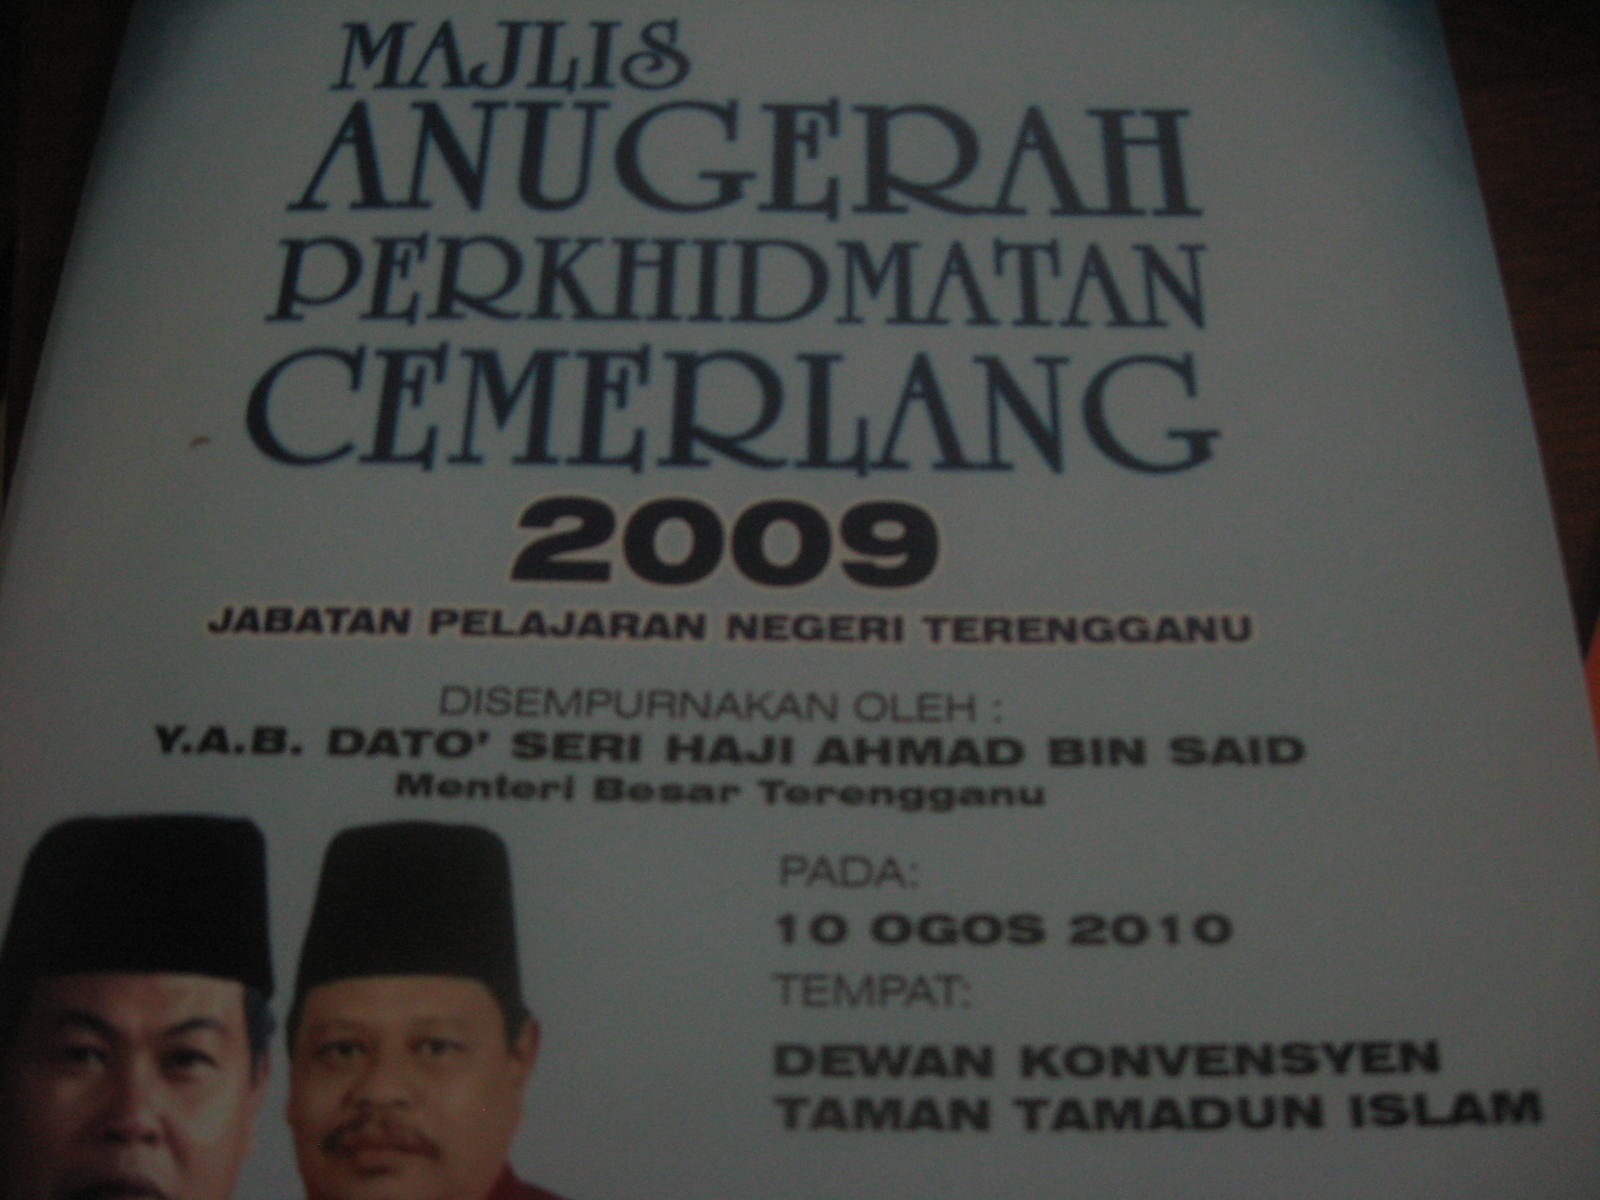 MAJLIS
ANUGERAH
PERKHIDMATAN
CEMERLANG
2009
JABATAN PELAJARAN NEGERI TERENGGANU
DISEMPURNAKAN OLEH :
Y.A.B. DATO' SERI HAJI AHMAD BIN SAID
Menteri Besar Terengganu
PADA:
10 OGOS 2010
TEMPAT:
DEWAN KONVENSYEN
TAMAN TAMADUN ISLAM